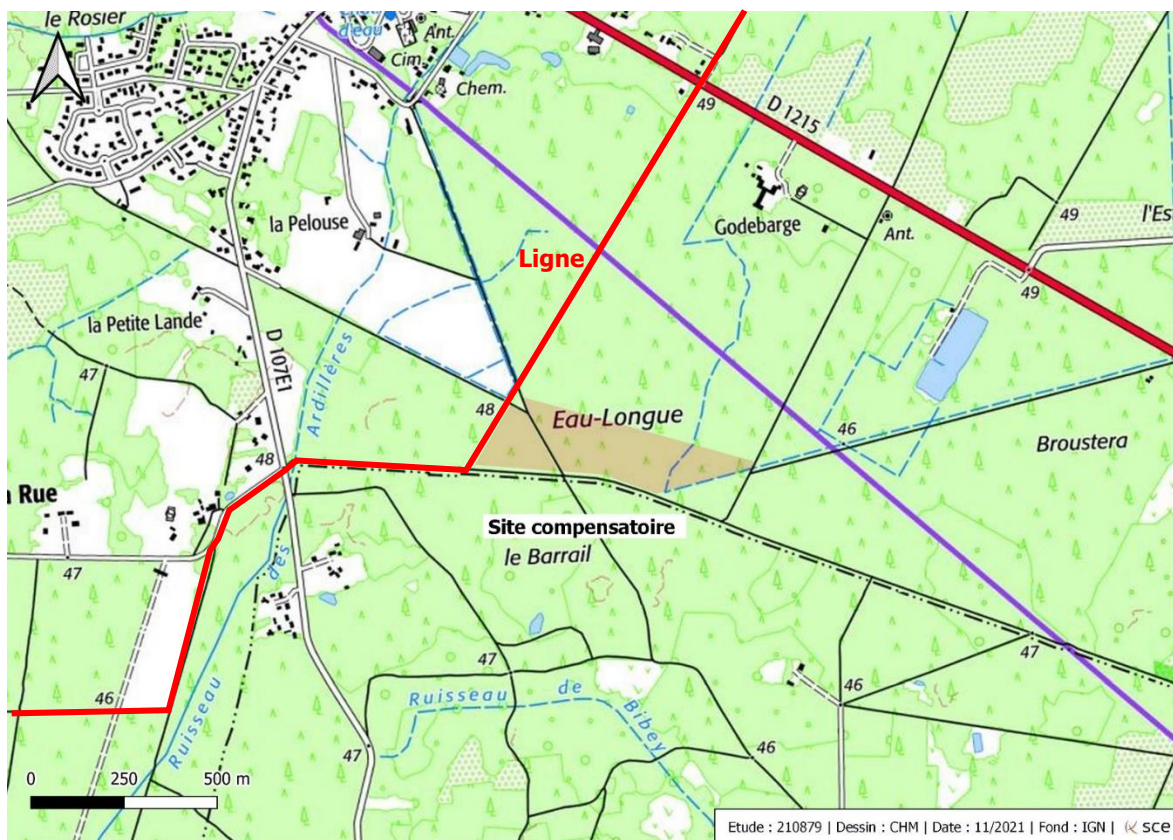 le Rosier
d'eau
Ant.
Cim.
Chem.
49
D 1215
la Pelouse
Ligne
Godebarge
Ant.
49
l'Es
49
la Petite Lande
D 107E1
Ardillères
47
48
Eau-Longue
46
Broustera
48
Rue
Site compensatoire
le Barrail
des
47
47
47
46
Ruisseau de Bibey
46
Ruisseau
47
46
0 250 500 m
Etude : 210879 | Dessin : CHM | Date : 11/2021 | Fond : IGN | sce